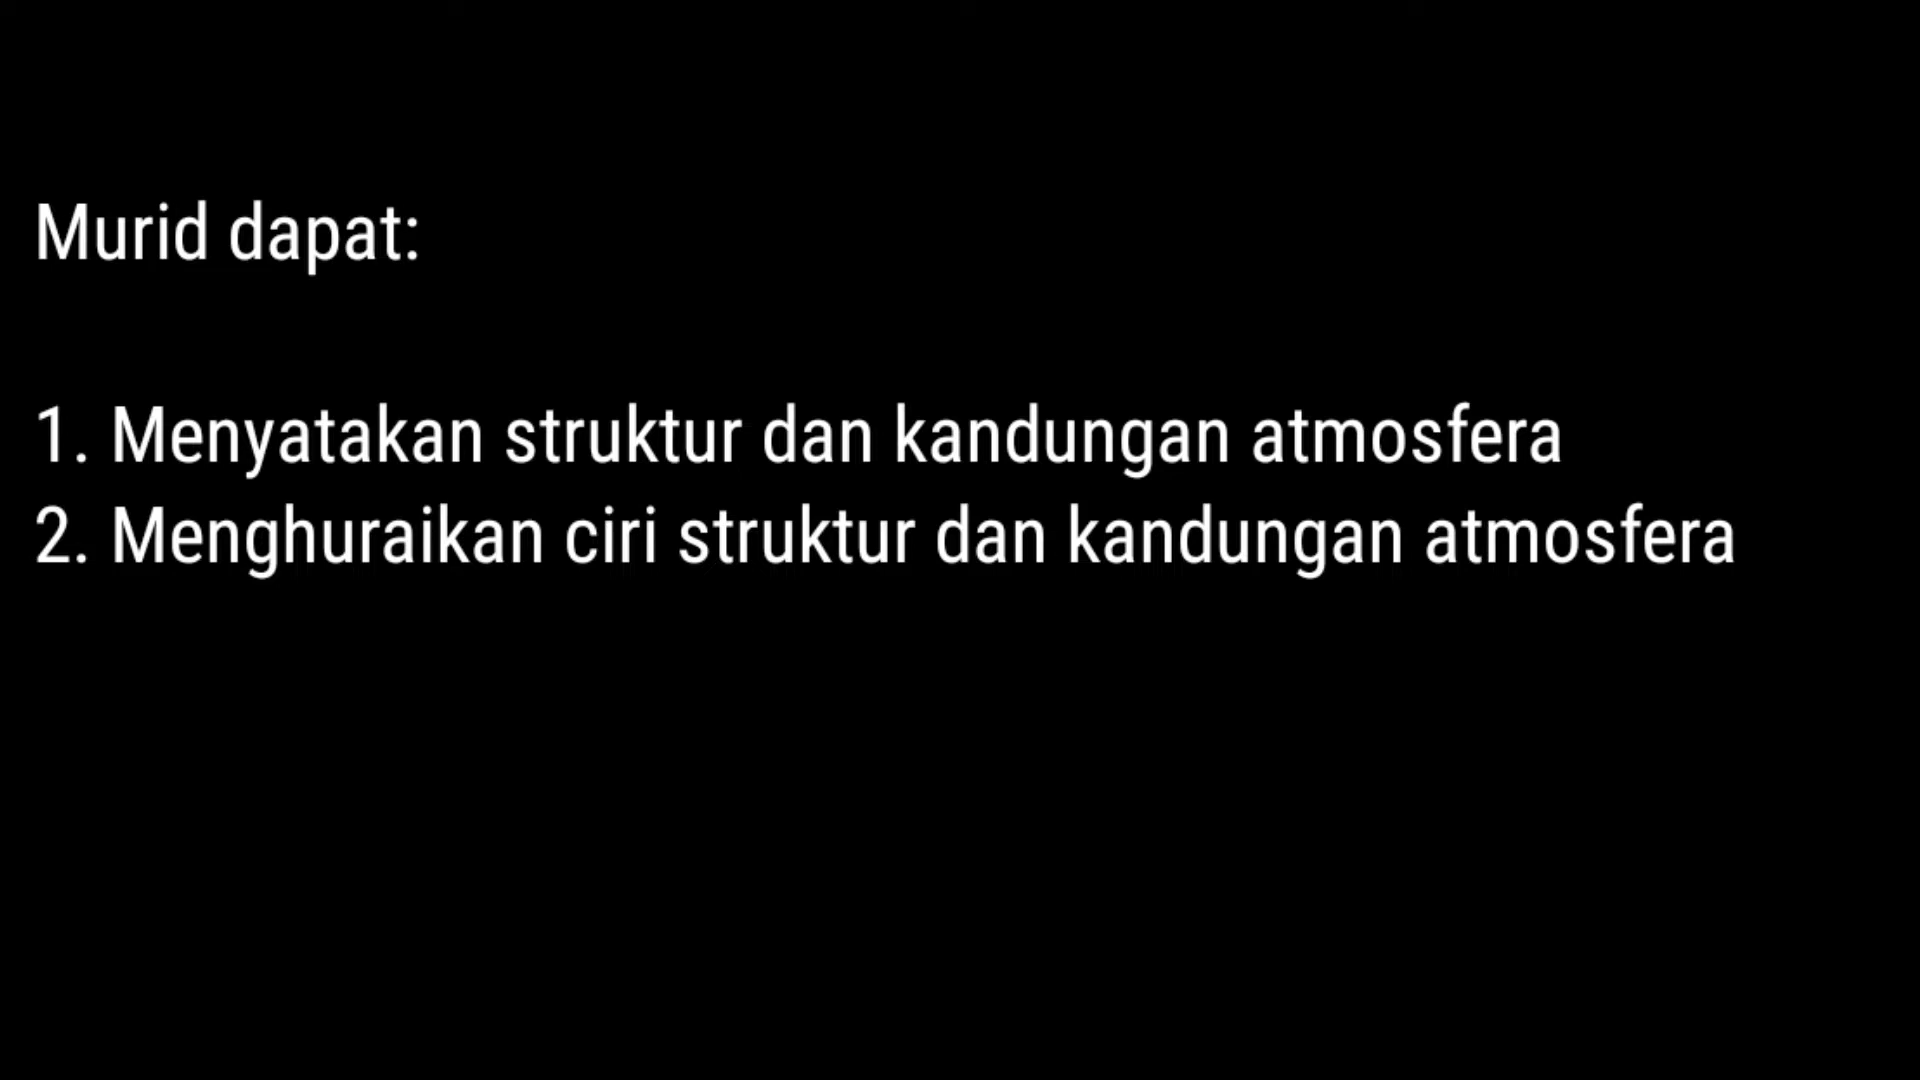 Murid dapat:
1. Menyatakan struktur dan kandungan atmosfera
2. Menghuraikan ciri struktur dan kandungan atmosfera